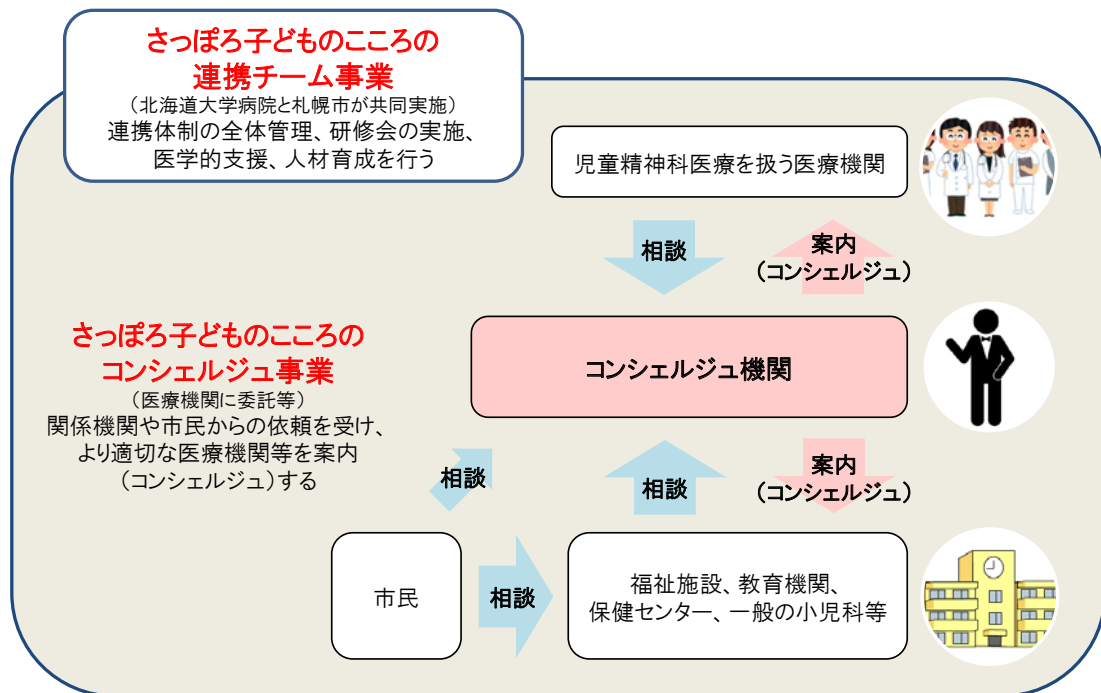 さっぽろ子どものこころの
連携チーム事業
（北海道大学病院と札幌市が共同実施）
連携体制の全体管理、研修会の実施、
医学的支援、人材育成を行う
児童精神科医療を扱う医療機関
相談
案内
（コンシェルジュ）
さっぽろ子どものこころの
コンシェルジュ事業
（医療機関に委託等）
関係機関や市民からの依頼を受け、
より適切な医療機関等を案内
（コンシェルジュ）する
コンシェルジュ機関
相談
相談
案内
（コンシェルジュ）
市民
相談
福祉施設、教育機関、
保健センター、一般の小児科等